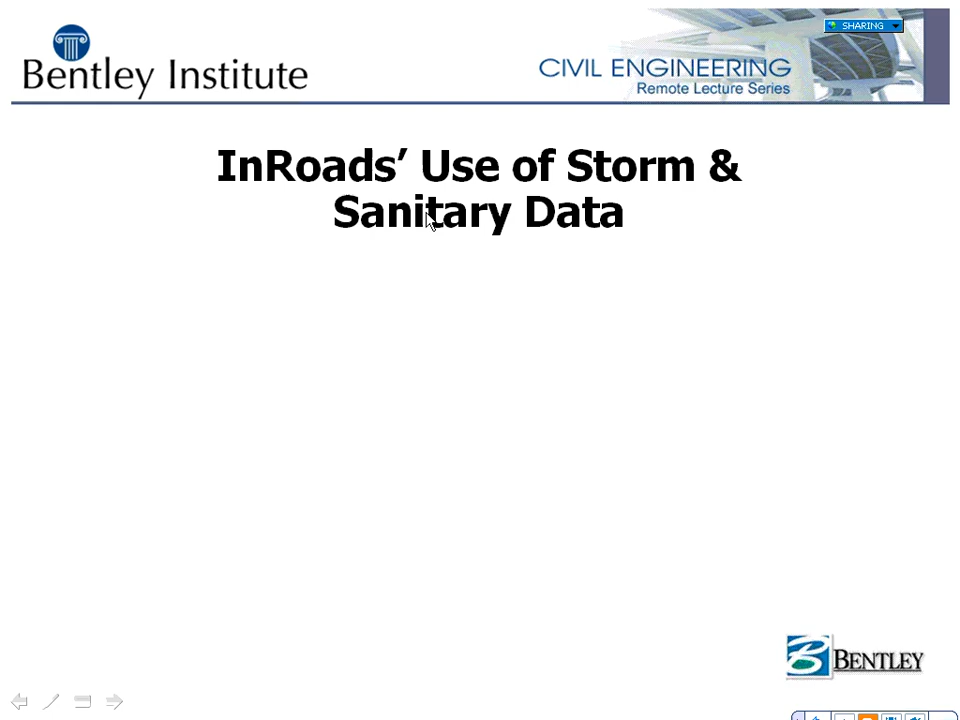 Bentley Institute
SHARING
CIVIL ENGINEERING
Remote Lecture Series
InRoads’ Use of Storm &
Sanitary Data
BENTLEY